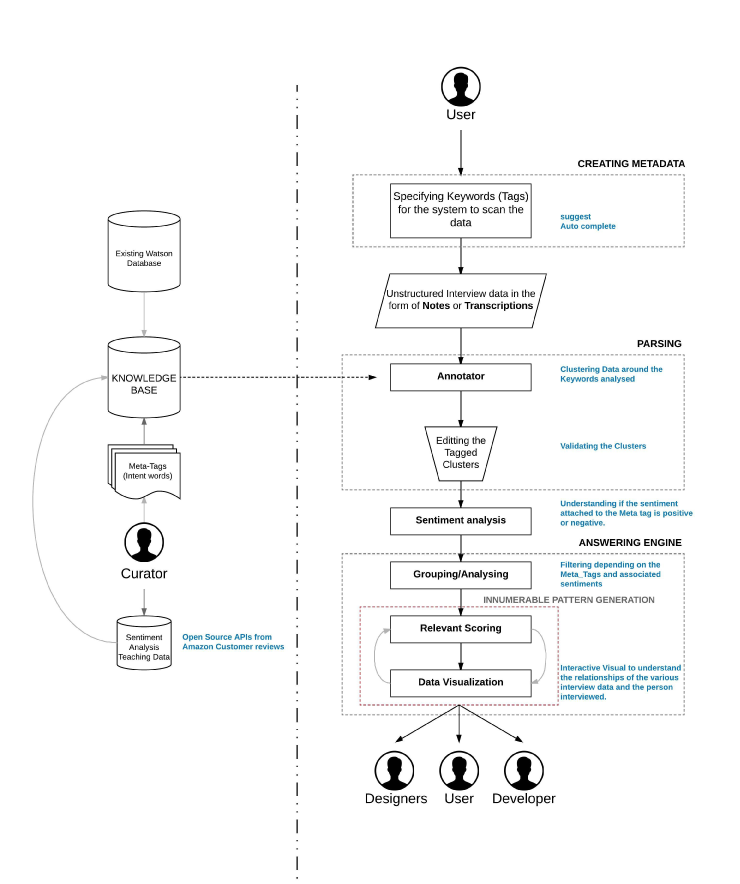 User
CREATING METADATA
Specifying Keywords (Tags)
for the system to scan the
data
suggest
Auto complete
Existing Watson
Database
Unstructured Interview data in the
form of Notes or Transcriptions
PARSING
KNOWLEDGE
BASE
Annotator
Clustering Data around the
Keywords analysed
Editting the
Tagged
Clusters
Validating the Clusters
Meta-Tags
(Intent words)
Sentiment analysis
Understanding if the sentiment
attached to the Meta tag is positive
or negative.
Curator
ANSWERING ENGINE
Grouping/Analysing
Filtering depending on the
Meta_Tags and associated
sentiments
INNUMERABLE PATTERN GENERATION
Relevant Scoring
Sentiment
Analysis
Teaching Data
Open Source APIs from
Amazon Customer reviews
Data Visualization
Interactive Visual to understand
the relationships of the various
interview data and the person
interviewed.
Designers
User
Developer